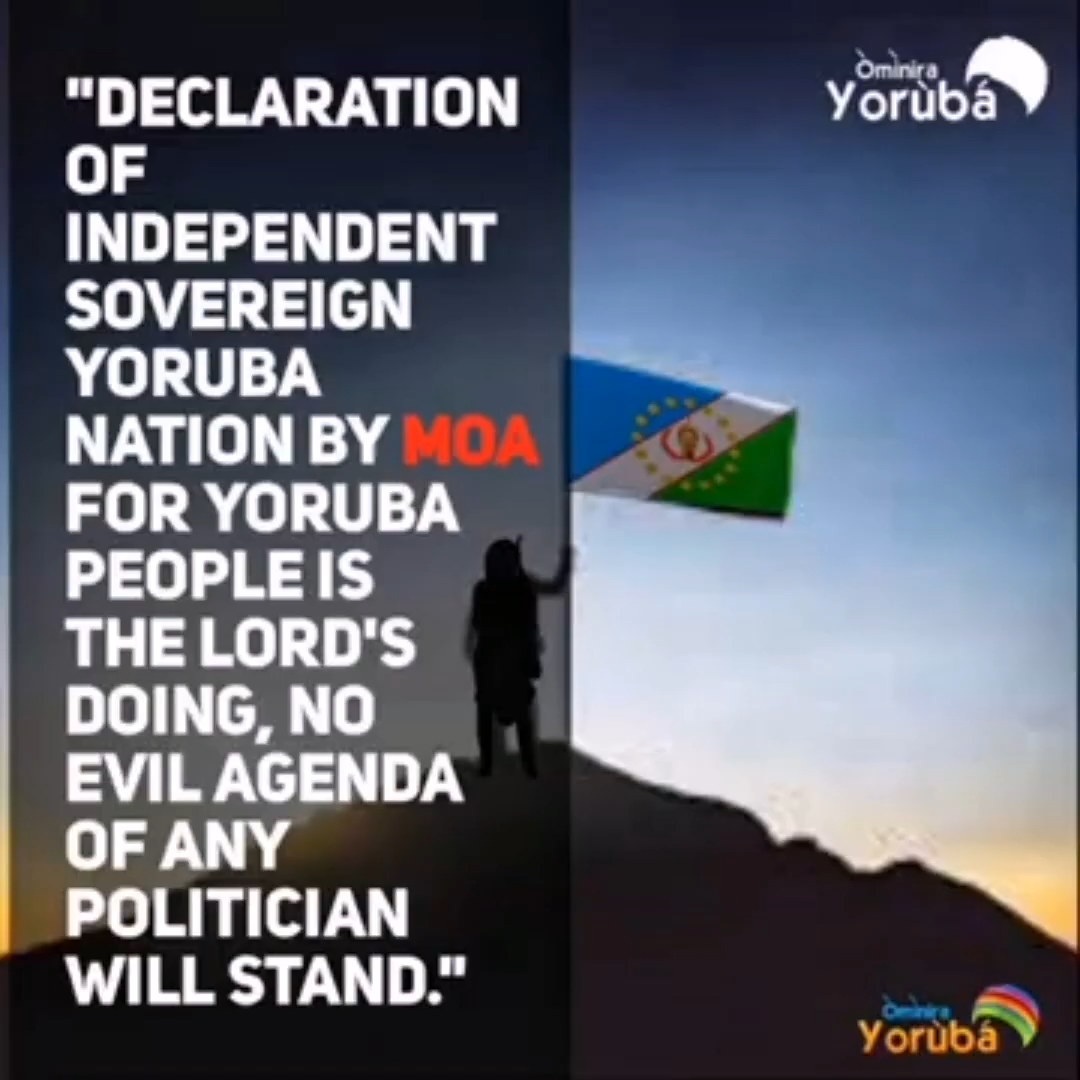 "DECLARATION
OF
INDEPENDENT
SOVEREIGN
YORUBA
NATION BY MOA
FOR YORUBA
PEOPLE IS
THE LORD'S
DOING, NO
EVIL AGENDA
OF ANY
POLITICIAN
WILL STAND."
Òmìnira
Yorùbá
Òmìnira
Yorùbá